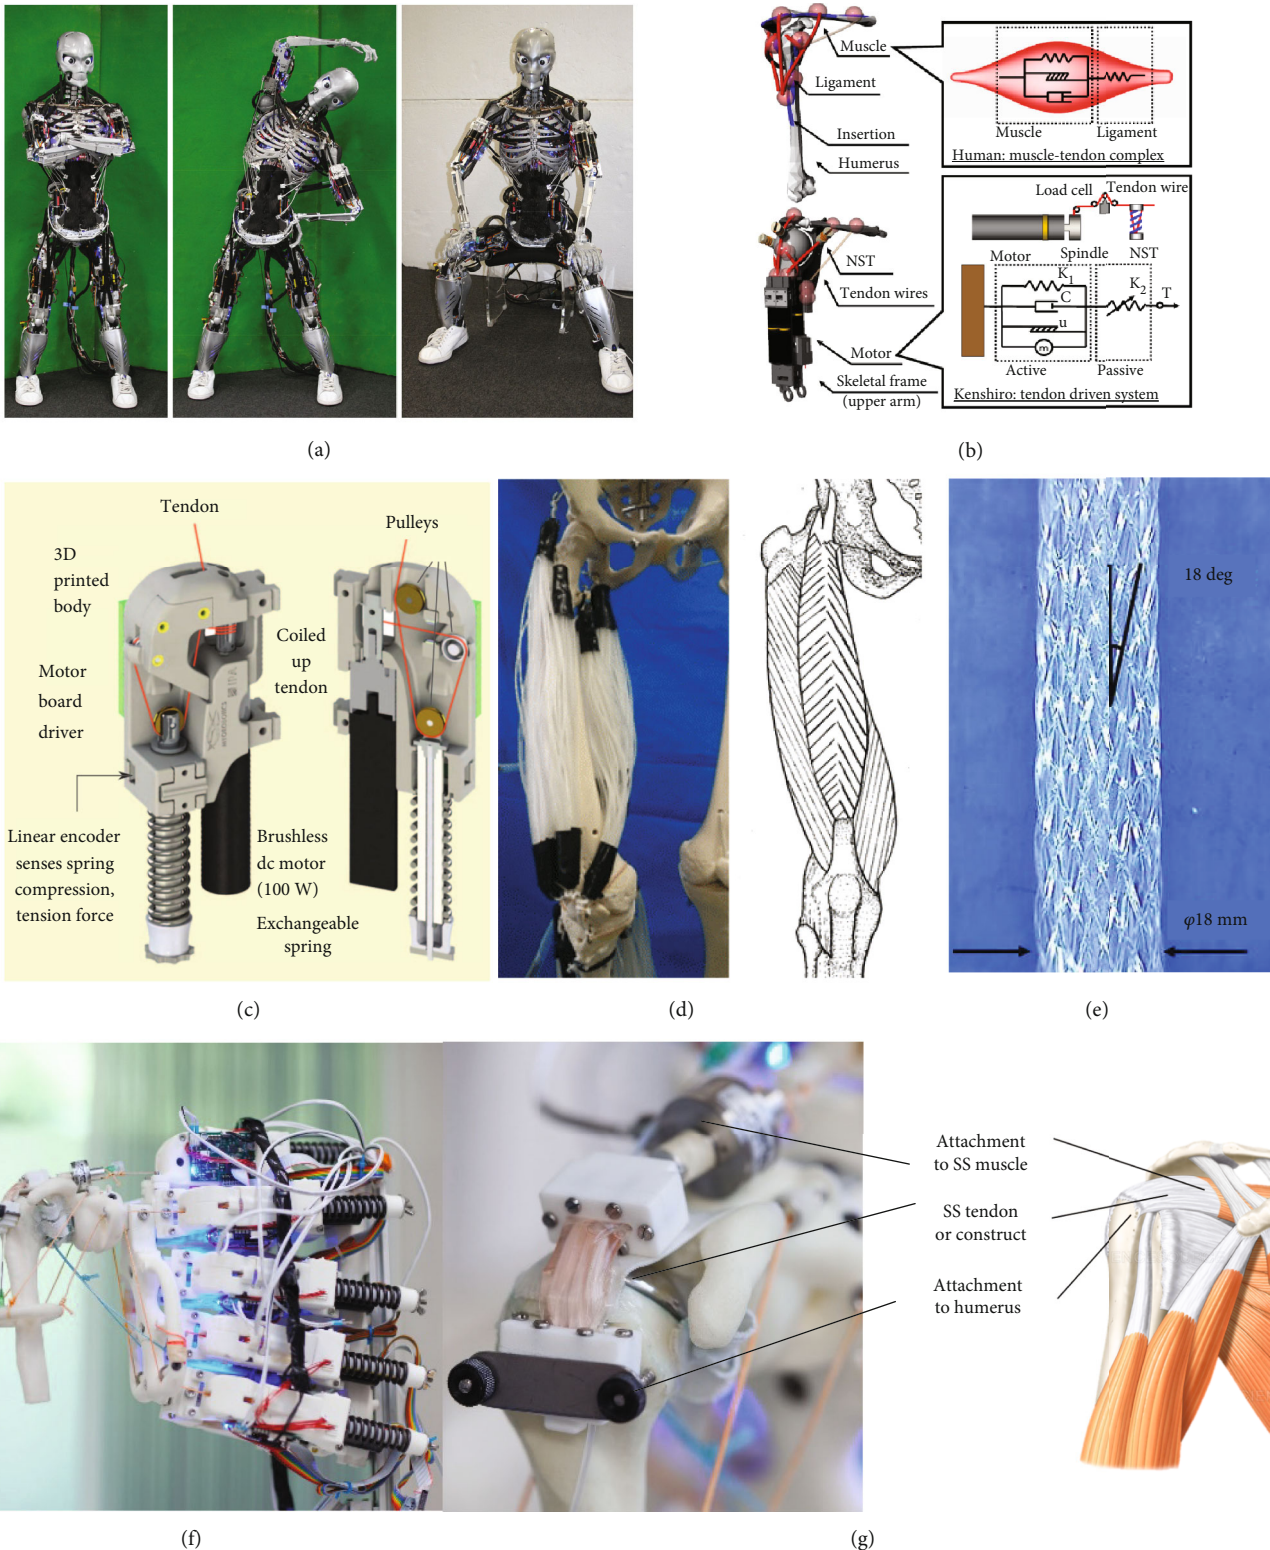 (a)
Muscle
Ligament
Insertion
Humerus
NST
Tendon wires
Motor
Skeletal frame
(upper arm)
Muscle
Ligament
Human: muscle-tendon complex
Load cell
Tendon wire
Motor
Spindle
NST
K1
K2
C
T
u
m
Active
Passive
Kenshiro: tendon driven system
(b)
Tendon
Pulleys
3D
printed
body
Coiled
up
tendon
Motor
board
driver
Linear encoder
senses spring
compression,
tension force
Brushless
dc motor
(100 W)
Exchangeable
spring
(c)
(d)
18 deg
φ18 mm
(e)
(f)
Attachment
to SS muscle
SS tendon
or construct
Attachment
to humerus
(g)